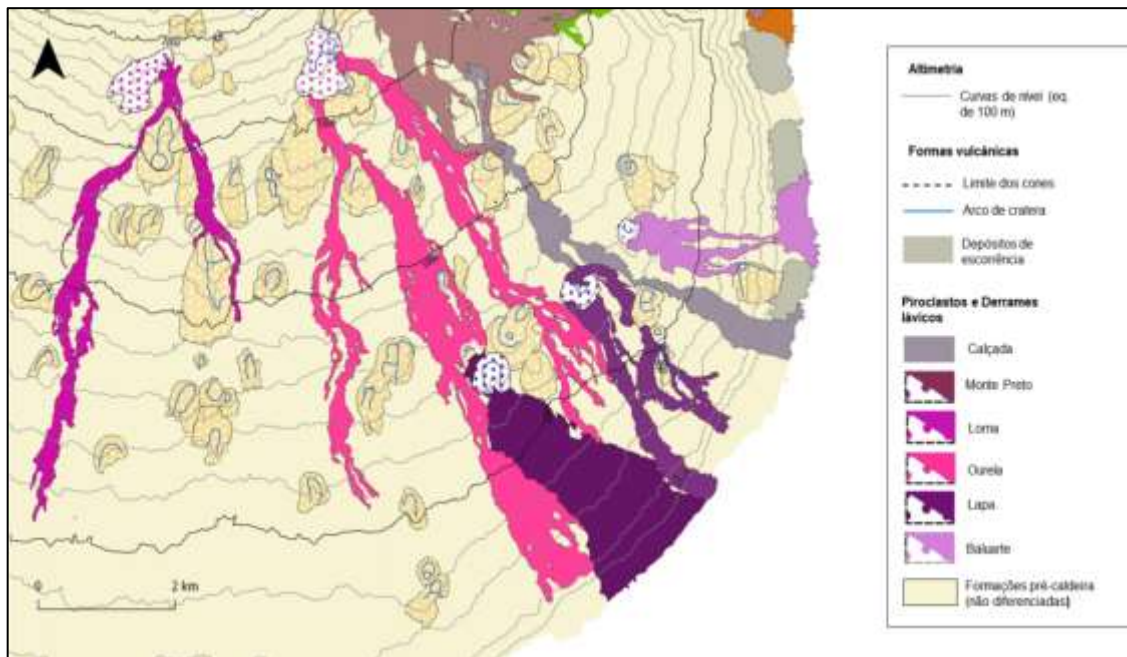 0
2 km
Altimetria
Curvas de nível (eq.
de 100 m)
Formas vulcânicas
Limite dos cones
Arco de cratera
Depósitos de
escorrência
Piroclastos e Derrames
lávicos
Calçada
Monte Preto
Lorna
Ourela
Lapa
Baluarte
Formações pré-caldeira
(não diferenciadas)